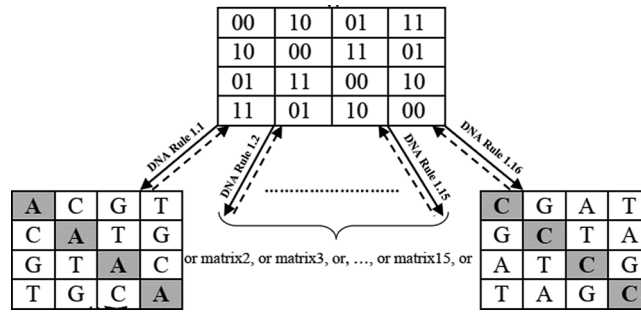 00 10 01 11
10 00 11 01
01 11 00 10
11 01 10 00
DNA Rule 1.1
DNA Rule 1.2
DNA Rule 1.15
DNA Rule 1.16
A C G T
C A T G
G T A C
T G C A
or matrix2, or matrix3, or, …, or matrix15, or
C G A T
G C T A
A T C G
T A G C